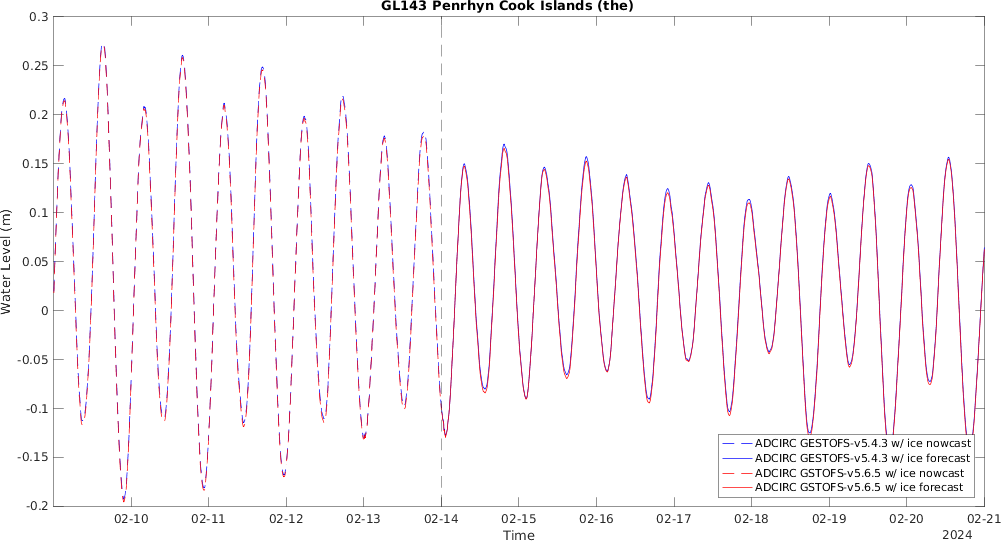 GL143 Penrhyn Cook Islands (the)
0.3
0.25
0.2
0.15
0.1
0.05
0
-0.05
-0.1
-0.15
-0.2
Water Level (m)
02-10 02-11 02-12 02-13 02-14 02-15 02-16 02-17 02-18 02-19 02-20 02-21
Time
2024
ADCIRC GESTOFS-v5.4.3 w/ ice nowcast
ADCIRC GESTOFS-v5.4.3 w/ ice forecast
ADCIRC GSTOFS-v5.6.5 w/ ice nowcast
ADCIRC GSTOFS-v5.6.5 w/ ice forecast